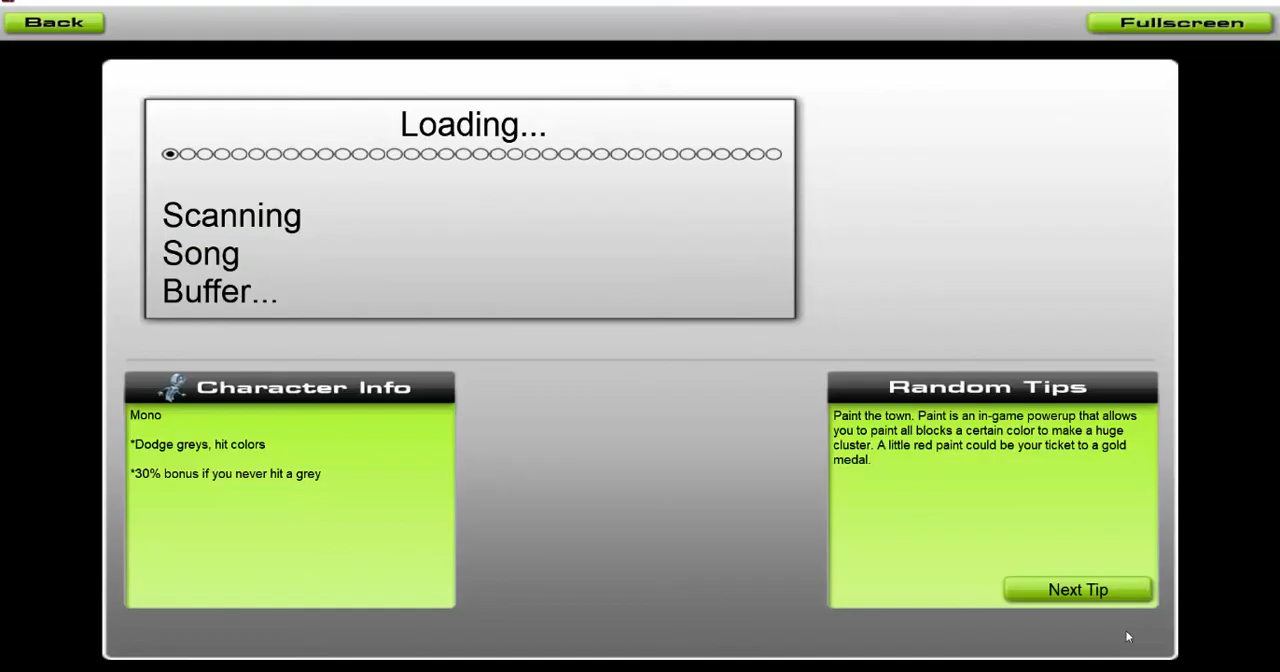 Back
Fullscreen
Loading...
Scanning
Song
Buffer...
Character Info
Mono
*Dodge greys, hit colors
*30% bonus if you never hit a grey
Random Tips
Paint the town. Paint is an in-game powerup that allows
you to paint all blocks a certain color to make a huge
cluster. A little red paint could be your ticket to a gold
medal.
Next Tip